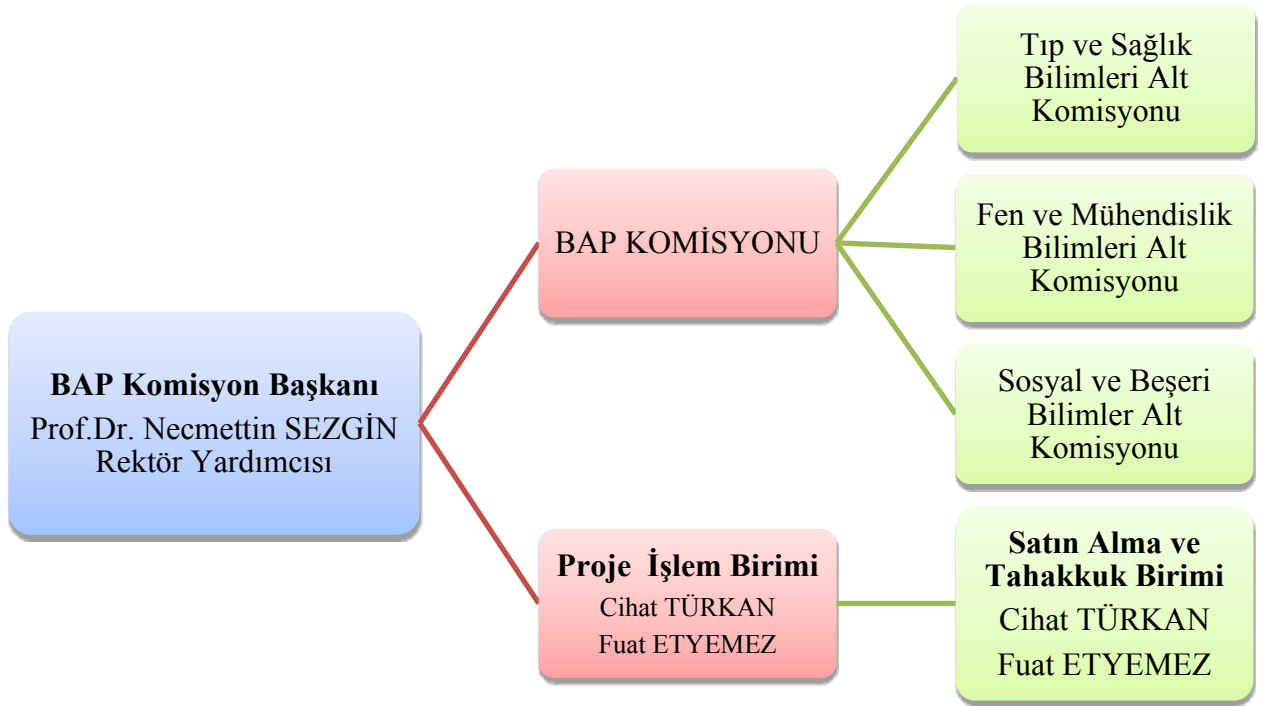 BAP Komisyon Başkanı
Prof.Dr. Necmettin SEZGİN
Rektör Yardımcısı
BAP KOMİSYONU
Tıp ve Sağlık
Bilimleri Alt
Komisyonu
Fen ve Mühendislik
Bilimleri Alt
Komisyonu
Sosyal ve Beşeri
Bilimler Alt
Komisyonu
Proje İşlem Birimi
Cihat TÜRKAN
Fuat ETYEMEZ
Satın Alma ve
Tahakkuk Birimi
Cihat TÜRKAN
Fuat ETYEMEZ